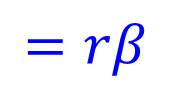 = rβ